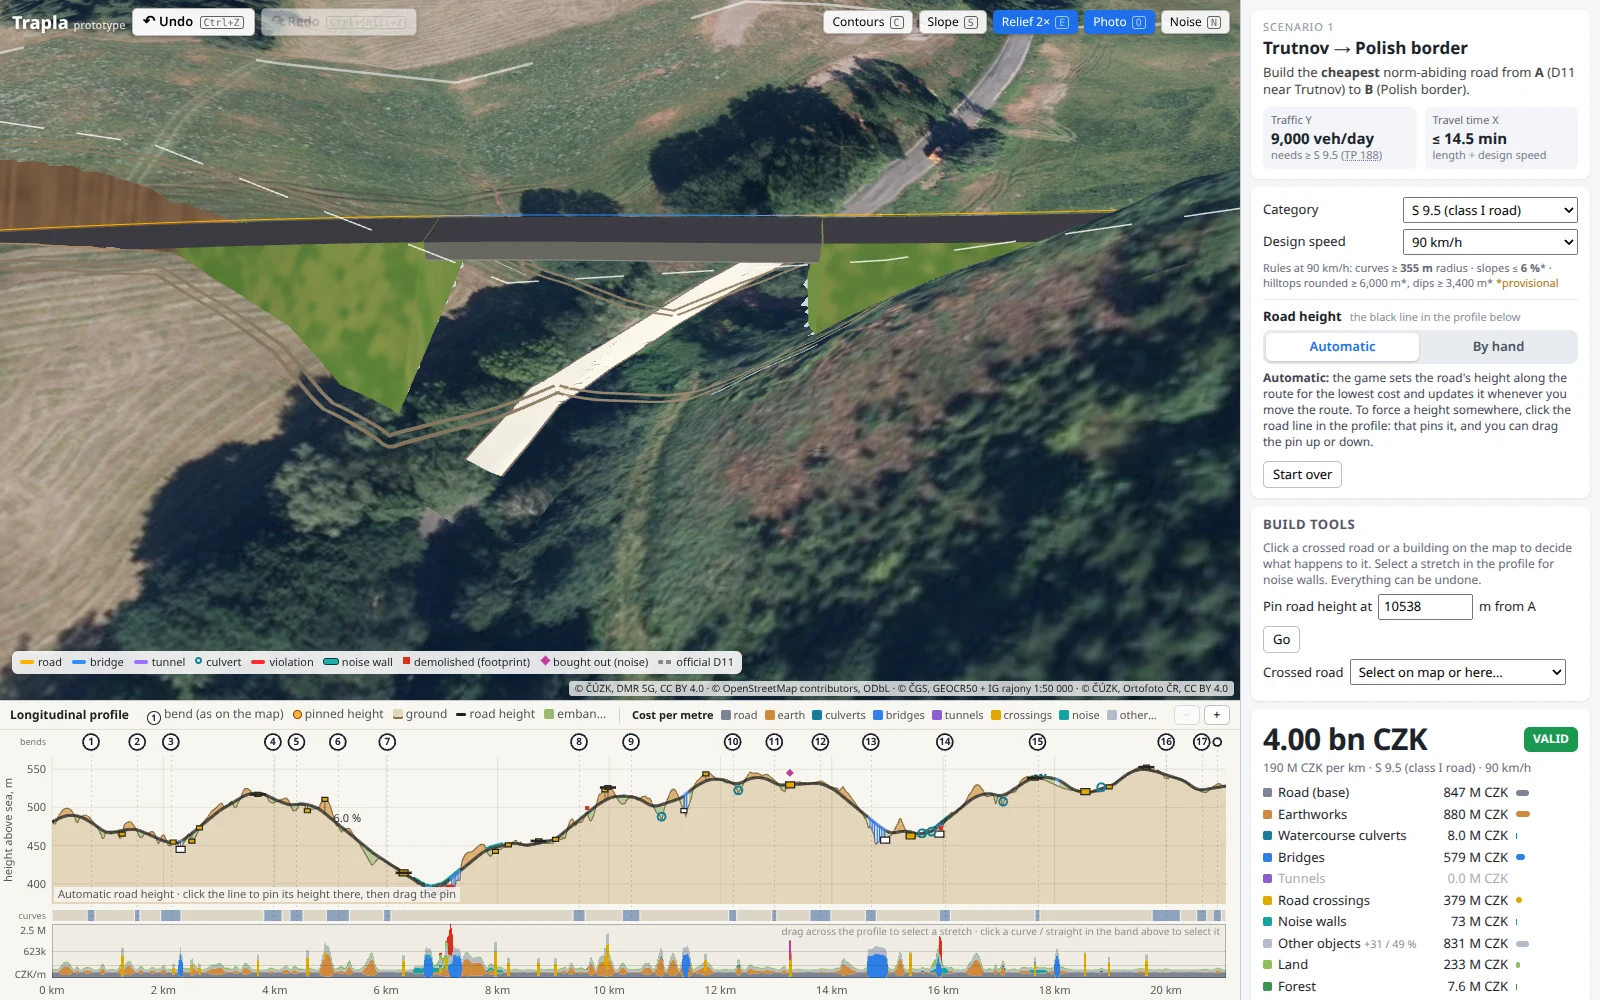 Trapla prototype
↶ Undo Ctrl+Z
Redo Ctrl+Shift+Z
Contours C
Slope S
Relief 2× E
Photo O
Noise N
road bridge tunnel culvert violation noise wall demolished (footprint) bought out (noise) official D11
© ČÚZK, DMR 5G, CC BY 4.0 · © OpenStreetMap contributors, ODbL · © ČGS, GEOCR50 + IG rajony 1:50 000 · © ČÚZK, Ortofoto ČR, CC BY 4.0
Longitudinal profile 1 bend (as on the map) pinned height ground road height emban... Cost per metre road earth culverts bridges tunnels crossings noise other... − +
bends 1 2 3 4 5 6 7 8 9 10 11 12 13 14 15 16 17
height above sea, m
550
500
450
400
6.0 %
Automatic road height · click the line to pin its height there, then drag the pin
curves
2.5 M
623k
CZK/m
drag across the profile to select a stretch · click a curve / straight in the band above to select it
0 km 2 km 4 km 6 km 8 km 10 km 12 km 14 km 16 km 18 km 20 km
SCENARIO 1
Trutnov → Polish border
Build the cheapest norm-abiding road from A (D11
near Trutnov) to B (Polish border).
Traffic Y
9,000 veh/day
needs ≥ S 9.5 (TP 188)
Travel time X
≤ 14.5 min
length ÷ design speed
Category S 9.5 (class I road)
Design speed 90 km/h
Rules at 90 km/h: curves ≥ 355 m radius · slopes ≤ 6 %* ·
hilltops rounded ≥ 6,000 m*, dips ≥ 3,400 m* *provisional
Road height the black line in the profile below
Automatic By hand
Automatic: the game sets the road's height along the
route for the lowest cost and updates it whenever you
move the route. To force a height somewhere, click the
road line in the profile: that pins it, and you can drag
the pin up or down.
Start over
BUILD TOOLS
Click a crossed road or a building on the map to decide
what happens to it. Select a stretch in the profile for
noise walls. Everything can be undone.
Pin road height at 10538 m from A
Go
Crossed road Select on map or here...
4.00 bn CZK VALID
190 M CZK per km · S 9.5 (class I road) · 90 km/h
Road (base) 847 M CZK
Earthworks 880 M CZK
Watercourse culverts 8.0 M CZK
Bridges 579 M CZK
Tunnels 0.0 M CZK
Road crossings 379 M CZK
Noise walls 73 M CZK
Other objects +31 / 49 % 831 M CZK
Land 233 M CZK
Forest 7.6 M CZK